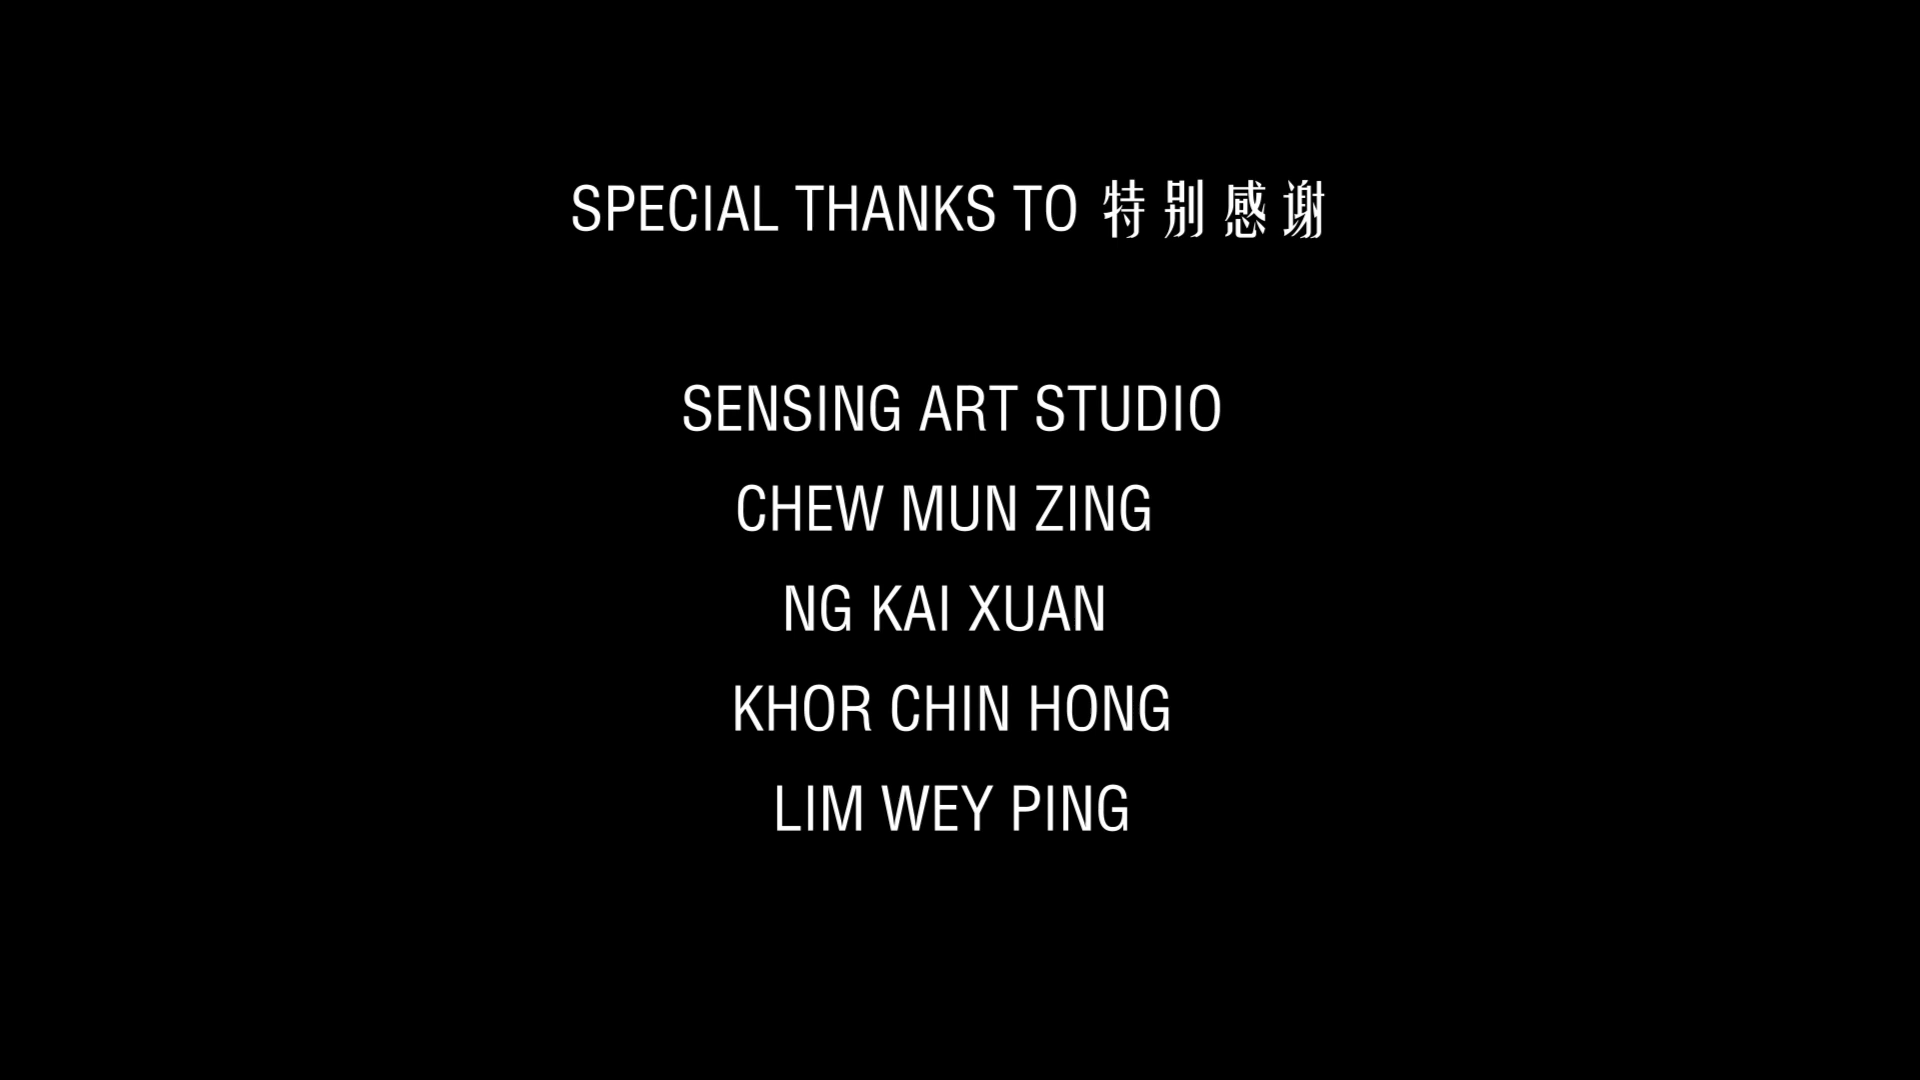 SPECIAL THANKS TO 特别感谢
SENSING ART STUDIO
CHEW MUN ZING
NG KAI XUAN
KHOR CHIN HONG
LIM WEY PING